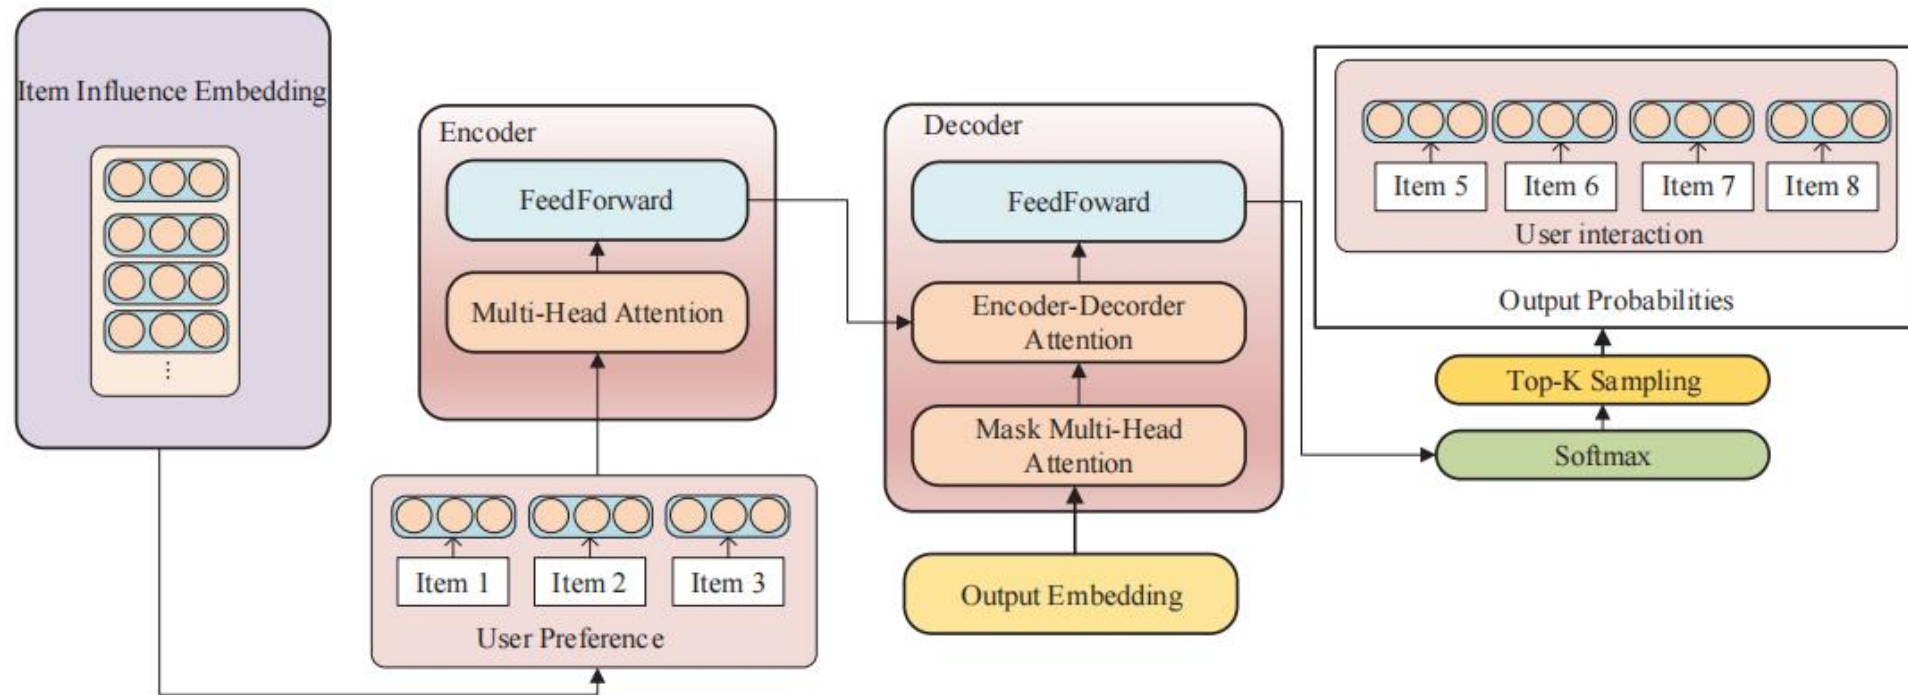 Item Influence Embedding
⋮
Encoder
FeedForward
Multi-Head Attention
Item 1
Item 2
Item 3
User Preference
Decoder
FeedFoward
Encoder-Decorder
Attention
Mask Multi-Head
Attention
Output Embedding
Item 5
Item 6
Item 7
Item 8
User interaction
Output Probabilities
Top-K Sampling
Softmax